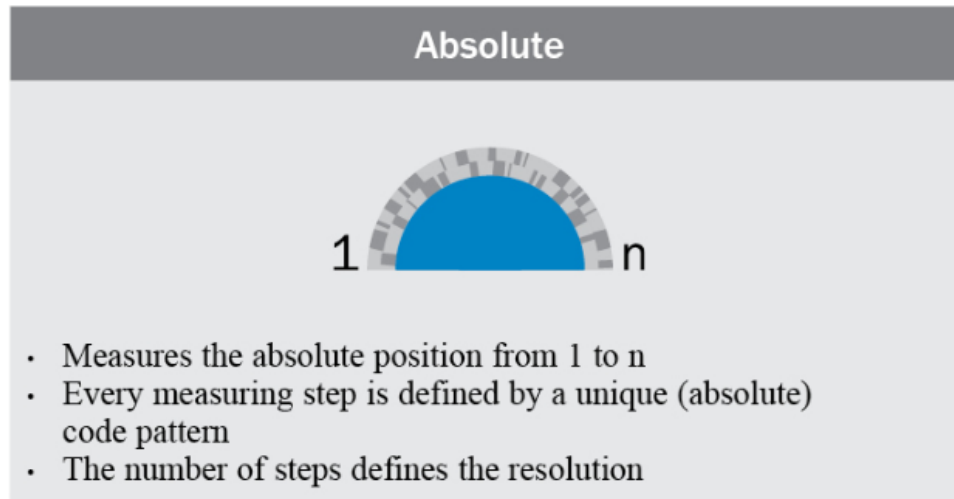 Absolute
1 n
· Measures the absolute position from 1 to n
· Every measuring step is defined by a unique (absolute)
code pattern
· The number of steps defines the resolution